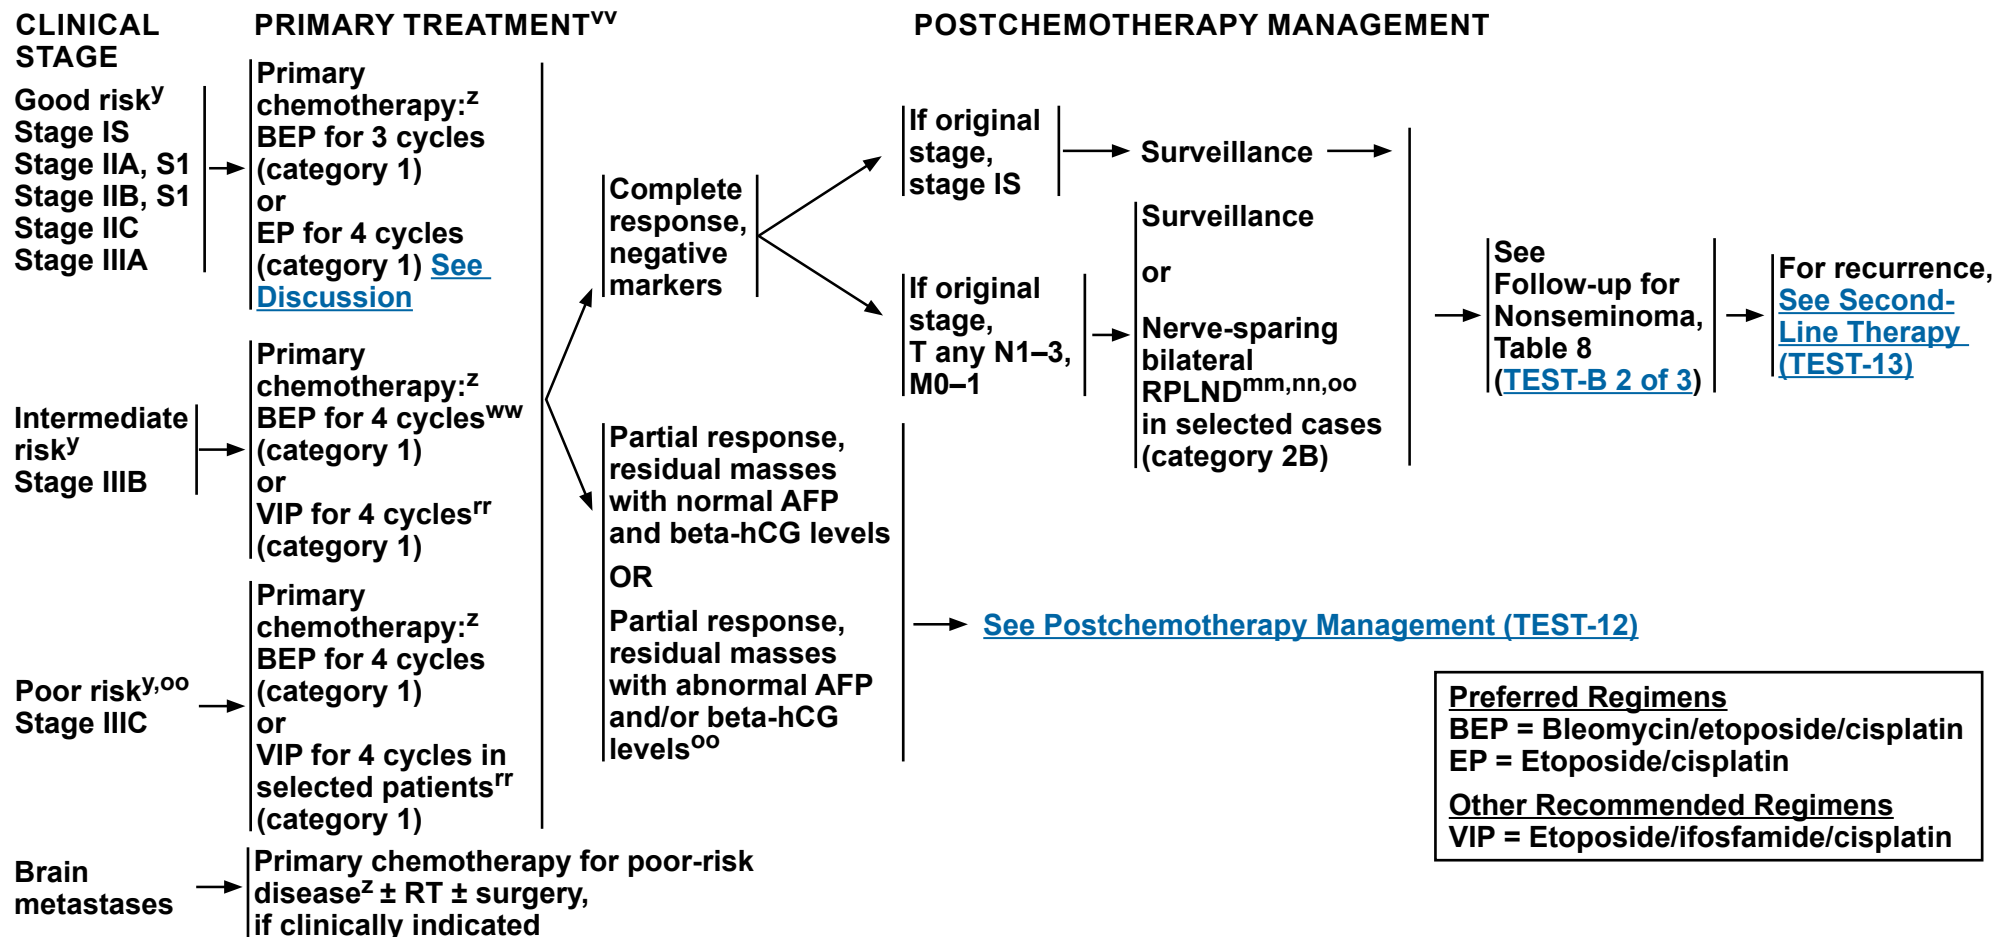 CLINICAL
STAGE
PRIMARY TREATMENTvv
POSTCHEMOTHERAPY MANAGEMENT
Good risky
Stage IS
Stage IIA, S1
Stage IIB, S1
Stage IIC
Stage IIIA
Primary
chemotherapy:z
BEP for 3 cycles
(category 1)
or
EP for 4 cycles
(category 1) See
Discussion
Intermediate
risky
Stage IIIB
Primary
chemotherapy:z
BEP for 4 cyclesww
(category 1)
or
VIP for 4 cyclesrr
(category 1)
Poor risky,oo
Stage IIIC
Primary
chemotherapy:z
BEP for 4 cycles
(category 1)
or
VIP for 4 cycles in
selected patientsrr
(category 1)
Brain
metastases
Primary chemotherapy for poor-risk
diseasez ± RT ± surgery,
if clinically indicated
Complete
response,
negative
markers
Partial response,
residual masses
with normal AFP
and beta-hCG levels
OR
Partial response,
residual masses
with abnormal AFP
and/or beta-hCG
levelsoo
If original
stage,
stage IS
Surveillance
If original
stage,
T any N1–3,
M0–1
Surveillance
or
Nerve-sparing
bilateral
RPLNDmm,nn,oo
in selected cases
(category 2B)
See
Follow-up for
Nonseminoma,
Table 8
(TEST-B 2 of 3)
For recurrence,
See Second-
Line Therapy
(TEST-13)
See Postchemotherapy Management (TEST-12)
Preferred Regimens
BEP = Bleomycin/etoposide/cisplatin
EP = Etoposide/cisplatin
Other Recommended Regimens
VIP = Etoposide/ifosfamide/cisplatin